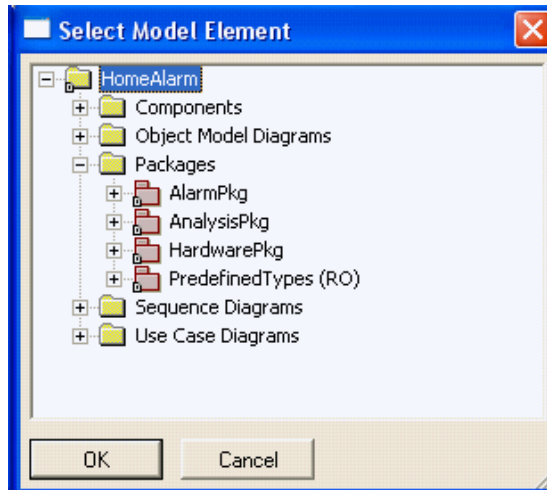 Select Model Element
HomeAlarm
Components
Object Model Diagrams
Packages
AlarmPkg
AnalysisPkg
HardwarePkg
PredefinedTypes (RO)
Sequence Diagrams
Use Case Diagrams
OK Cancel